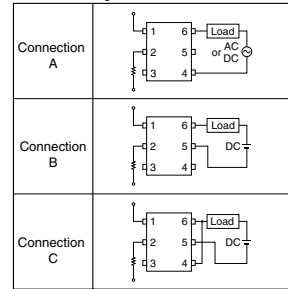 Connection
A
1 6 Load
2 5 or AC
DC
3 4
Connection
B
1 6 Load
2 5 DC
3 4
Connection
C
1 6 Load
2 5 DC
3 4